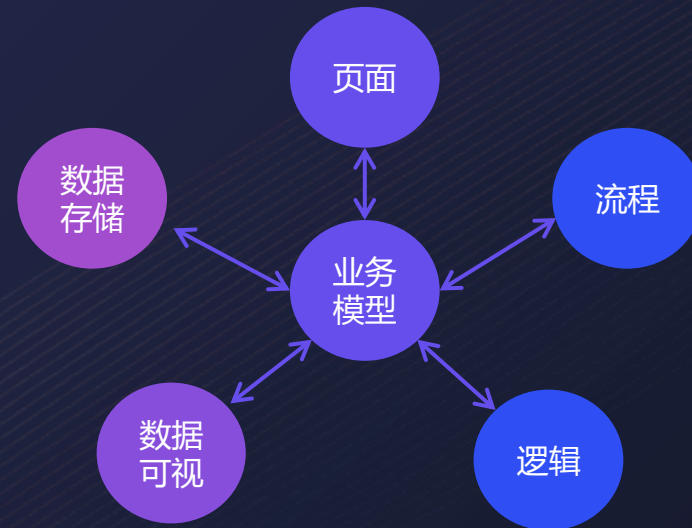 页面
数据
存储
流程
业务
模型
数据
可视
逻辑